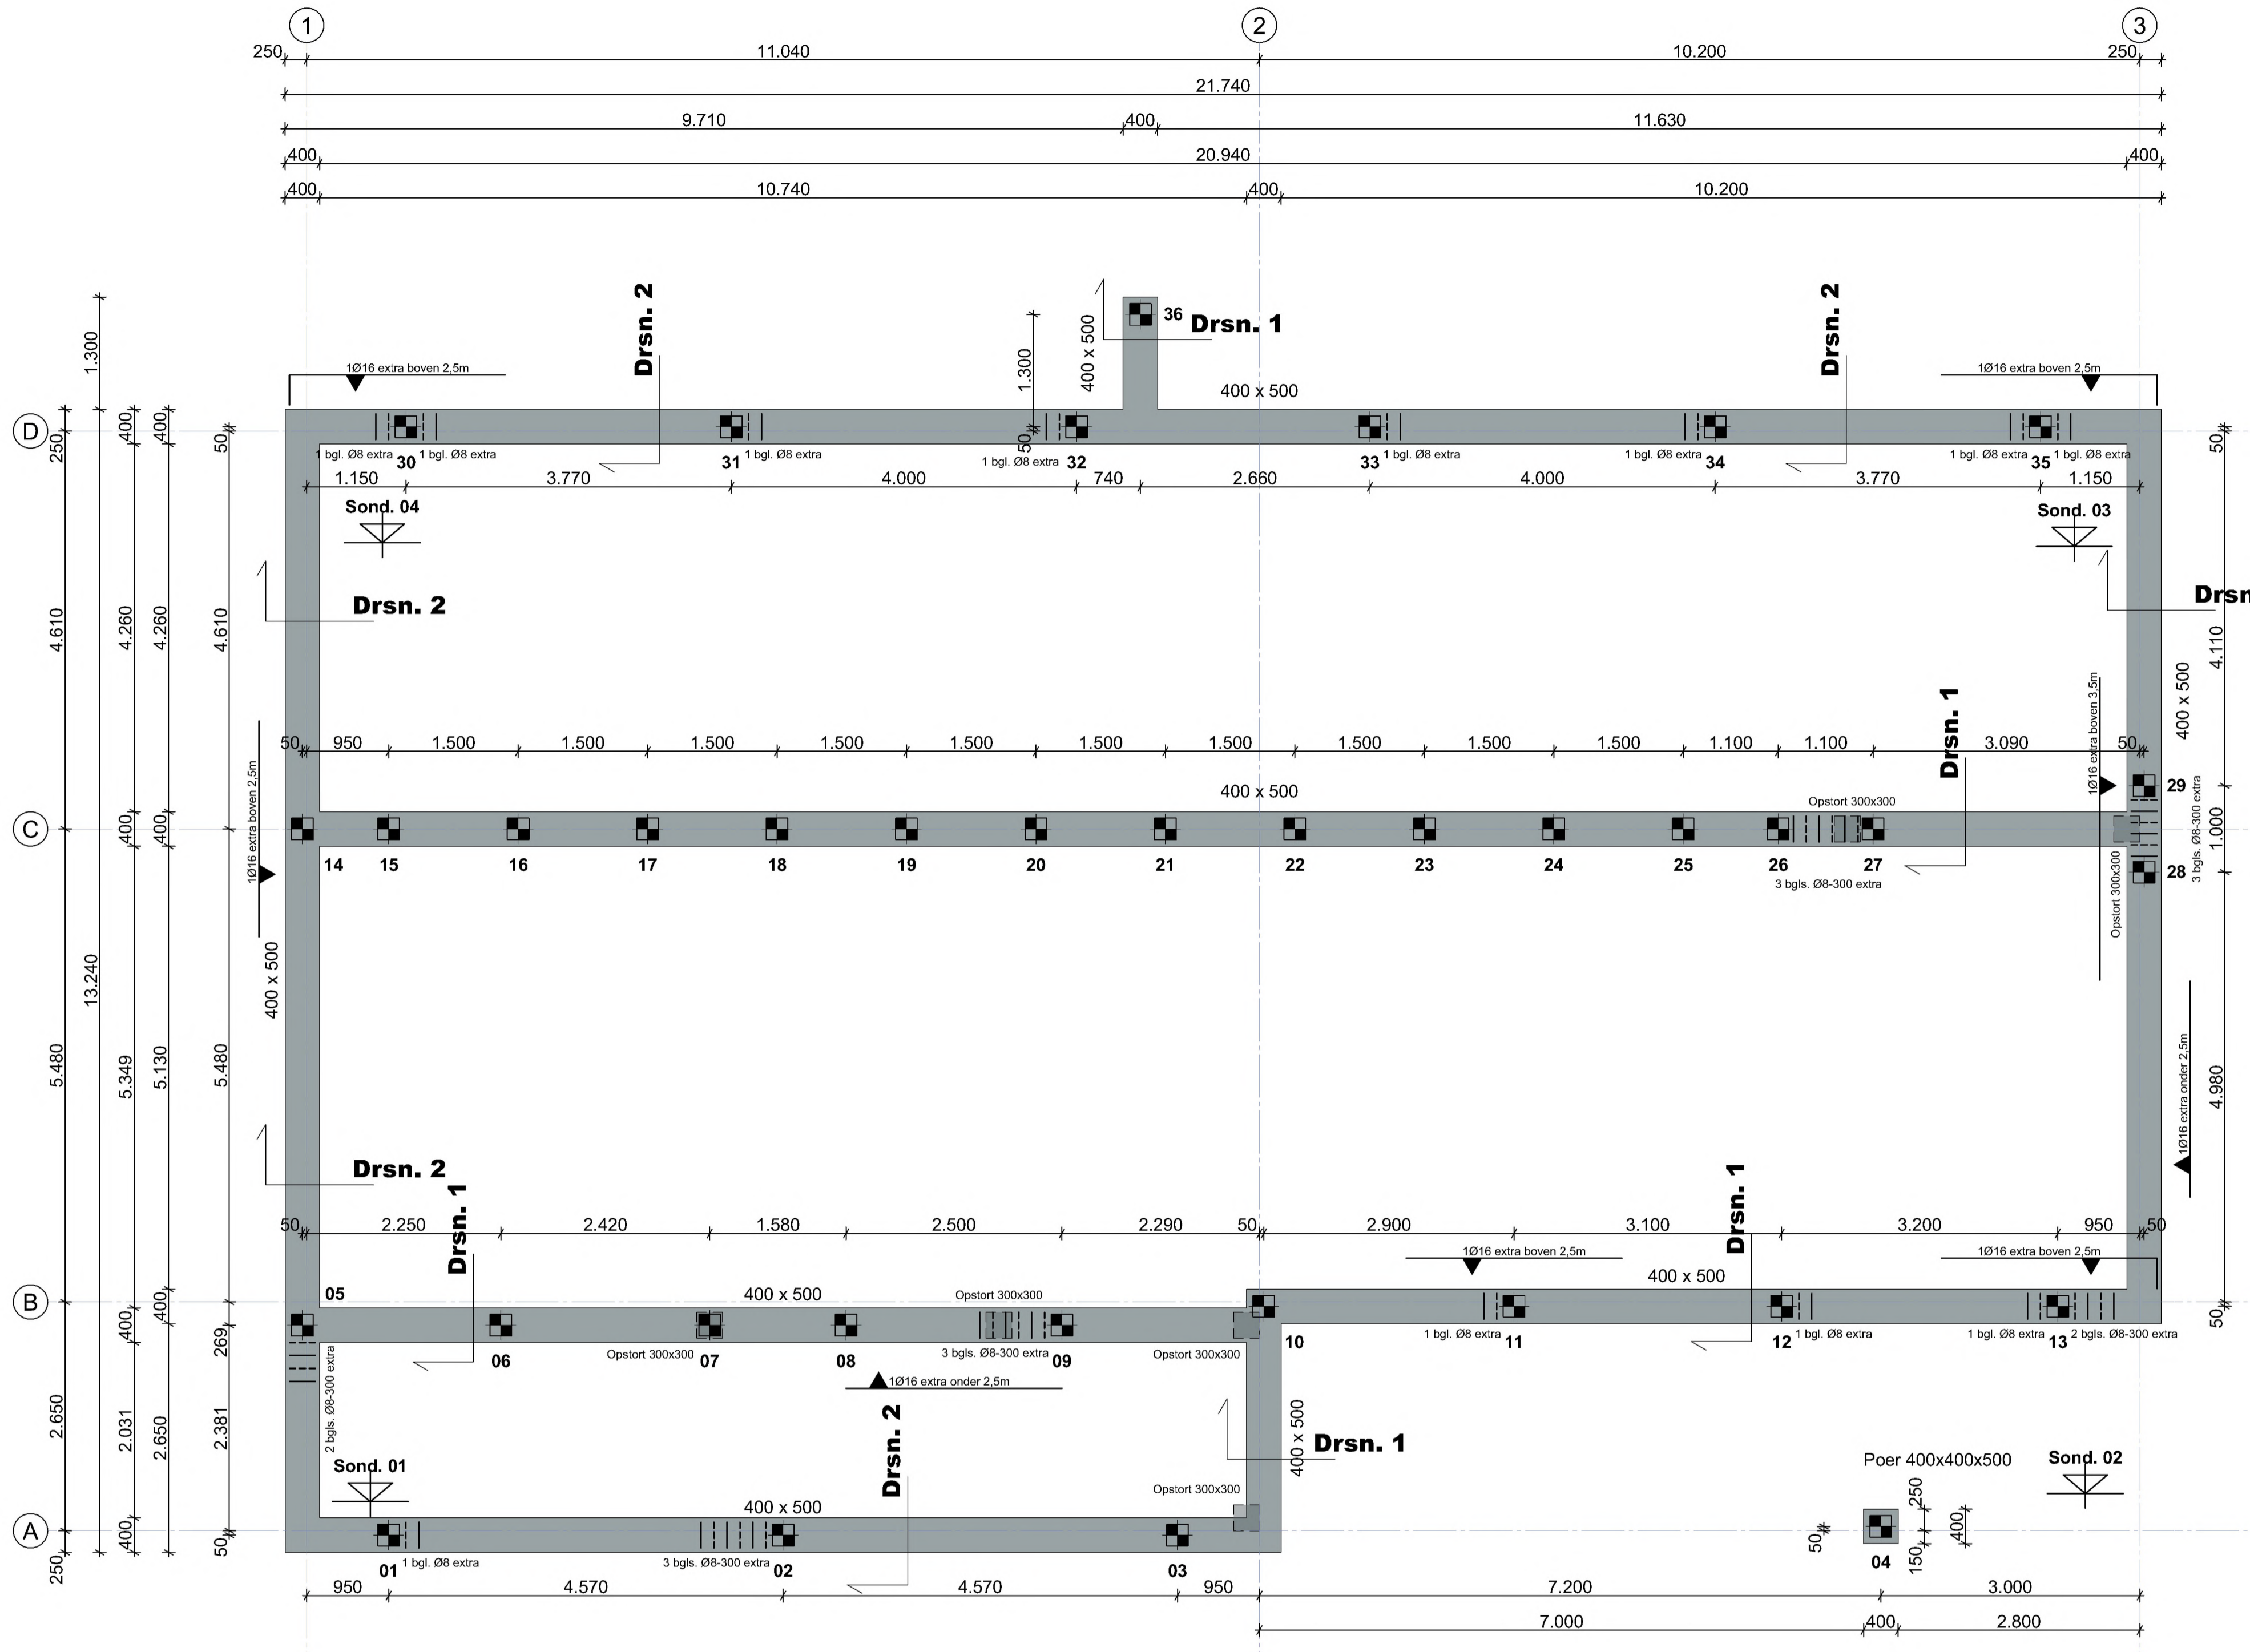 1
2
3
250
11.040
10.200
250
21.740
9.710
400
11.630
400
20.940
400
400
10.740
400
10.200
Drsn. 2
Drsn. 2
36
Drsn. 1
400 x 500
1.300
1.300
50
400 x 500
1Ø16 extra boven 2,5m
1Ø16 extra boven 2,5m
D
250
400
400
50
50
1 bgl. Ø8 extra
30
1 bgl. Ø8 extra
31
1 bgl. Ø8 extra
1 bgl. Ø8 extra
32
33
1 bgl. Ø8 extra
1 bgl. Ø8 extra
34
1 bgl. Ø8 extra
35
1 bgl. Ø8 extra
1.150
3.770
4.000
740
2.660
4.000
3.770
1.150
Sond. 04
Sond. 03
Drsn. 2
Drsn
4.610
4.260
4.260
4.610
4.110
400 x 500
1Ø16 extra boven 3,5m
Drsn. 1
50
950
1.500
1.500
1.500
1.500
1.500
1.500
1.500
1.500
1.500
1.500
1.100
1.100
3.090
50
400 x 500
Opstort 300x300
29
1.000
3 bgls. Ø8-300 extra
1Ø16 extra boven 2,5m
C
400
400
14
15
16
17
18
19
20
21
22
23
24
25
26
27
28
3 bgls. Ø8-300 extra
Opstort 300x300
400 x 500
13.240
5.480
5.349
5.130
5.480
4.980
1Ø16 extra onder 2,5m
Drsn. 2
Drsn. 1
Drsn. 1
50
2.250
2.420
1.580
2.500
2.290
50
2.900
3.100
3.200
950
50
1Ø16 extra boven 2,5m
1Ø16 extra boven 2,5m
400 x 500
05
400 x 500
Opstort 300x300
B
400
400
269
50
10
1 bgl. Ø8 extra
11
12
1 bgl. Ø8 extra
1 bgl. Ø8 extra
13
2 bgls. Ø8-300 extra
06
Opstort 300x300
07
08
3 bgls. Ø8-300 extra
09
Opstort 300x300
1Ø16 extra onder 2,5m
2 bgls. Ø8-300 extra
2.650
2.031
2.650
2.381
Drsn. 2
400 x 500
Drsn. 1
Sond. 01
Opstort 300x300
Poer 400x400x500
Sond. 02
400 x 500
A
250
400
50
50
250
150
400
04
01
1 bgl. Ø8 extra
3 bgls. Ø8-300 extra
02
03
950
4.570
4.570
950
7.200
3.000
7.000
400
2.800